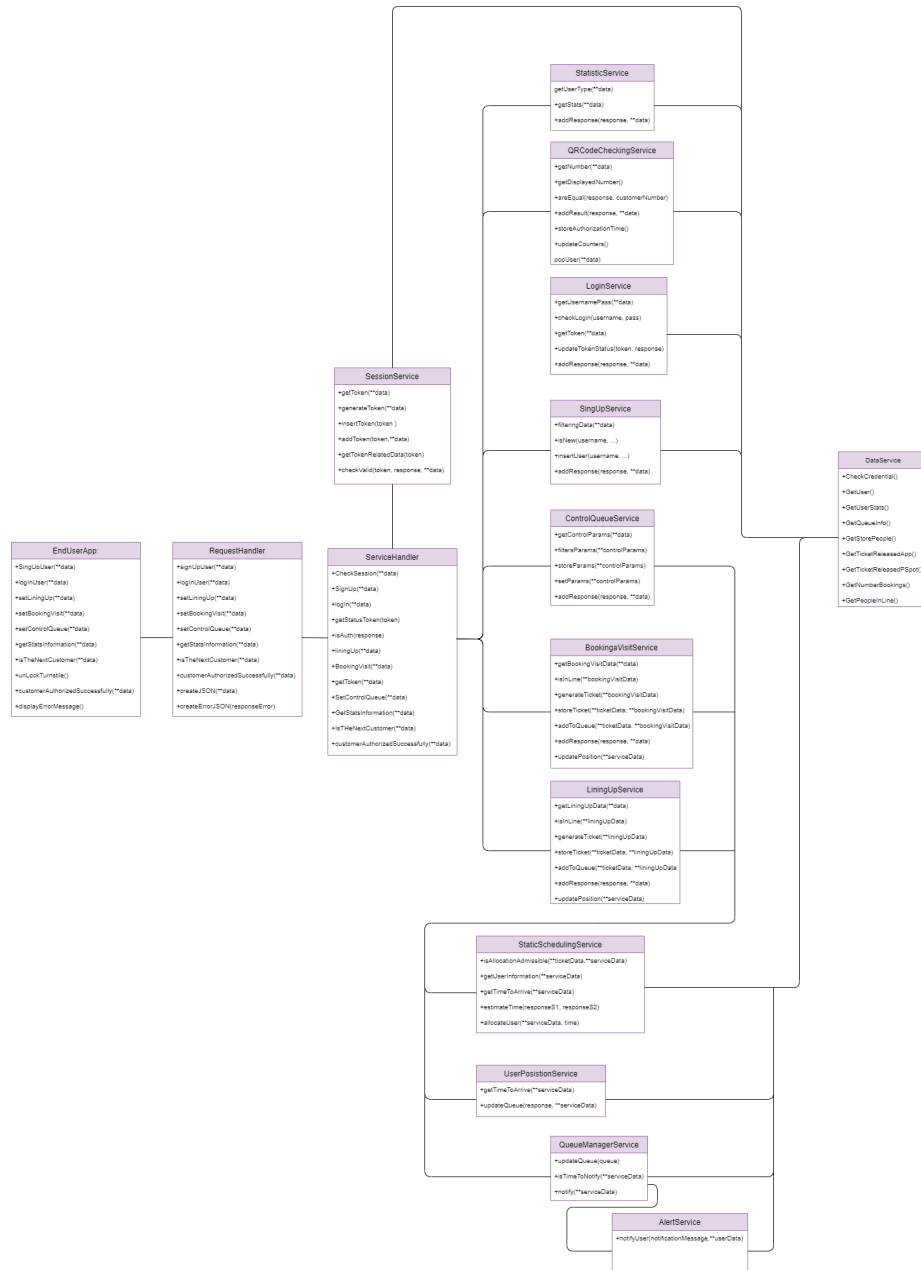 StatisticService
getUserType(**data)
+getStats(**data)
+addResponse(response, **data)
QRCodeCheckingService
+getNumber(**data)
+getDisplayedNumber()
+areEqual(response, customerNumber)
+addResult(response, **data)
+storeAuthorizationTime()
+updateCounters()
popUser(**data)
LoginService
+getUsernamePass(**data)
+checkLogin(username, pass)
+getToken(**data)
+updateTokenStatus(token, response)
+addResponse(response, **data)
SessionService
+getToken(**data)
+generateToken(**data)
+insertToken(token )
+addToken(token,**data)
+getTokenRelatedData(token)
+checkValid(token, response, **data)
SingUpService
+filteringData(**data)
+isNew(username, ...)
+insertUser(username, ...)
+addResponse(response, **data)
DataService
+CheckCredential()
+GetUser()
+GetUserStats()
+GetQueueInfo()
+GetStorePeople()
+GetTicketReleasedApp()
+GetTicketReleasedPSpot()
+GetNumberBookings()
+GetPeopleInLine()
ControlQueueService
+getControlParams(**data)
+filtersParams(**controlParams)
+storeParams(**controlParams)
+setParams(**controlParams)
+addResponse(response, **data)
EndUserApp:
+SingUpUser(**data)
+logInUser(**data)
+setLiningUp(**data)
+setBookingVisit(**data)
+setControlQueue(**data)
+getStatsInformation(**data)
+isTheNextCustomer(**data)
+unLockTurnstile()
+customerAuthorizedSuccessfully(**data)
+displayErrorMessage()
RequestHandler
+signUpUser(**data)
+logInUser(**data)
+setLiningUp(**data)
+setBookingVisit(**data)
+setControlQueue(**data)
+getStatsInformation(**data)
+isTheNextCustomer(**data)
+customerAuthorizedSuccessfully(**data)
+createJSON(**data)
+createErrorJSON(responseError)
ServiceHandler
+CheckSession(**data)
+SignUp(**data)
+logIn(**data)
+getStatusToken(token)
+isAuth(response)
+liningUp(**data)
+BookingVisit(**data)
+getToken(**data)
+SetControlQueue(**data)
+GetStatsInformation(**data)
+IsTHeNextCustomer(**data)
+customerAuthorizedSuccessfully(**data)
BookingaVisitService
+getBookingVisitData(**data)
+isInLine(**bookingVisitData)
+generateTicket(**bookingVisitData)
+storeTicket(**ticketData, **bookingVisitData)
+addToQueue(**ticketData, **bookingVisitData)
+addResponse(response, **data)
+updatePosition(**serviceData)
LiningUpService
+getLiningUpData(**data)
+isInLine(**liningUpData)
+generateTicket(**liningUpData)
+storeTicket(**ticketData, **liningUpData)
+addToQueue(**ticketData, **liningUpData
+addResponse(response, **data)
+updatePosition(**serviceData)
StaticSchedulingService
+isAllocationAdmissible(**ticketData,**serviceData)
+getUserInformation(**serviceData)
+getTimeToArrive(**serviceData)
+estimateTime(responseS1, responseS2)
+allocateUser(**serviceData, time)
UserPosistionService
+getTimeToArrive(**serviceData)
+updateQueue(response, **serviceData)
QueueManagerService
+updateQueue(queue)
+isTimeToNotify(**serviceData)
+notify(**serviceData)
AlertService
+notifyUser(notificationMessage,**userData)